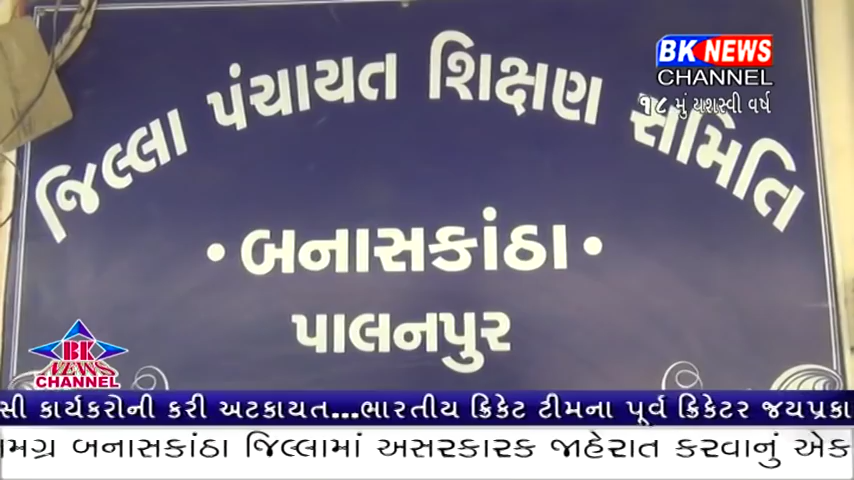 BK NEWS
CHANNEL
૧૮ મું યશસ્વી વર્ષ
જિલ્લા પંચાયત શિક્ષણ સમિતિ
• બનાસકાંઠા •
પાલનપુર
BK
NEWS
CHANNEL
સી કાર્યકરોની કરી અટકાયત...ભારતીય ક્રિકેટ ટીમના પૂર્વ ક્રિકેટર જયપ્રકા
ામગ્ર બનાસકાંઠા જિલ્લામાં અસરકારક જાહેરાત કરવાનું એક